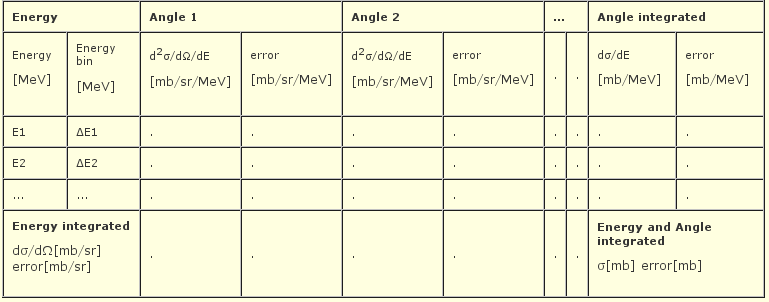 Energy Angle 1 Angle 2 ... Angle integrated
Energy
[MeV]
Energy
bin
[MeV]
d²σ/dΩ/dE
[mb/sr/MeV]
error
[mb/sr/MeV]
d²σ/dΩ/dE
[mb/sr/MeV]
error
[mb/sr/MeV]
. .
dσ/dE
[mb/MeV]
error
[mb/MeV]
E1 ΔE1 . . . . . . . .
E2 ΔE2 . . . . . . . .
... ... . . . . . . . .
Energy integrated
dσ/dΩ[mb/sr]
error[mb/sr]
. . . . . .
Energy and Angle
integrated
σ[mb] error[mb]